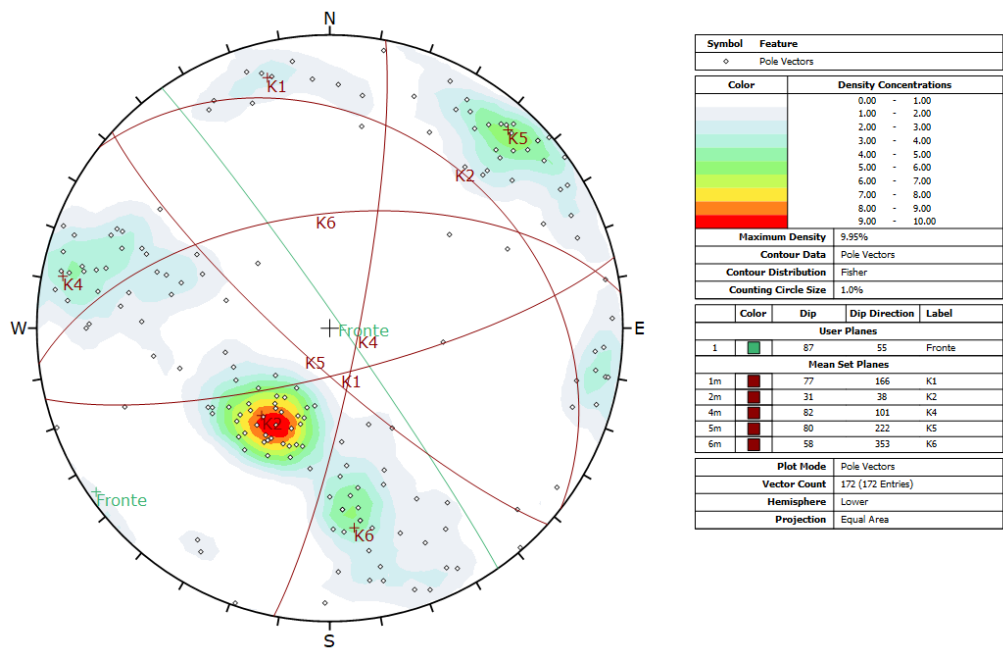 N
K1
K5
K2
K6
K4
W
Fronte
E
K4
K5
K1
K2
Fronte
K6
S
Symbol Feature
Pole Vectors
Color Density Concentrations
0.00 - 1.00
1.00 - 2.00
2.00 - 3.00
3.00 - 4.00
4.00 - 5.00
5.00 - 6.00
6.00 - 7.00
7.00 - 8.00
8.00 - 9.00
9.00 - 10.00
Maximum Density 9.95%
Contour Data Pole Vectors
Contour Distribution Fisher
Counting Circle Size 1.0%
Color Dip Dip Direction Label
User Planes
1 87 55 Fronte
Mean Set Planes
1m 77 166 K1
2m 31 38 K2
4m 82 101 K4
5m 80 222 K5
6m 58 353 K6
Plot Mode Pole Vectors
Vector Count 172 (172 Entries)
Hemisphere Lower
Projection Equal Area